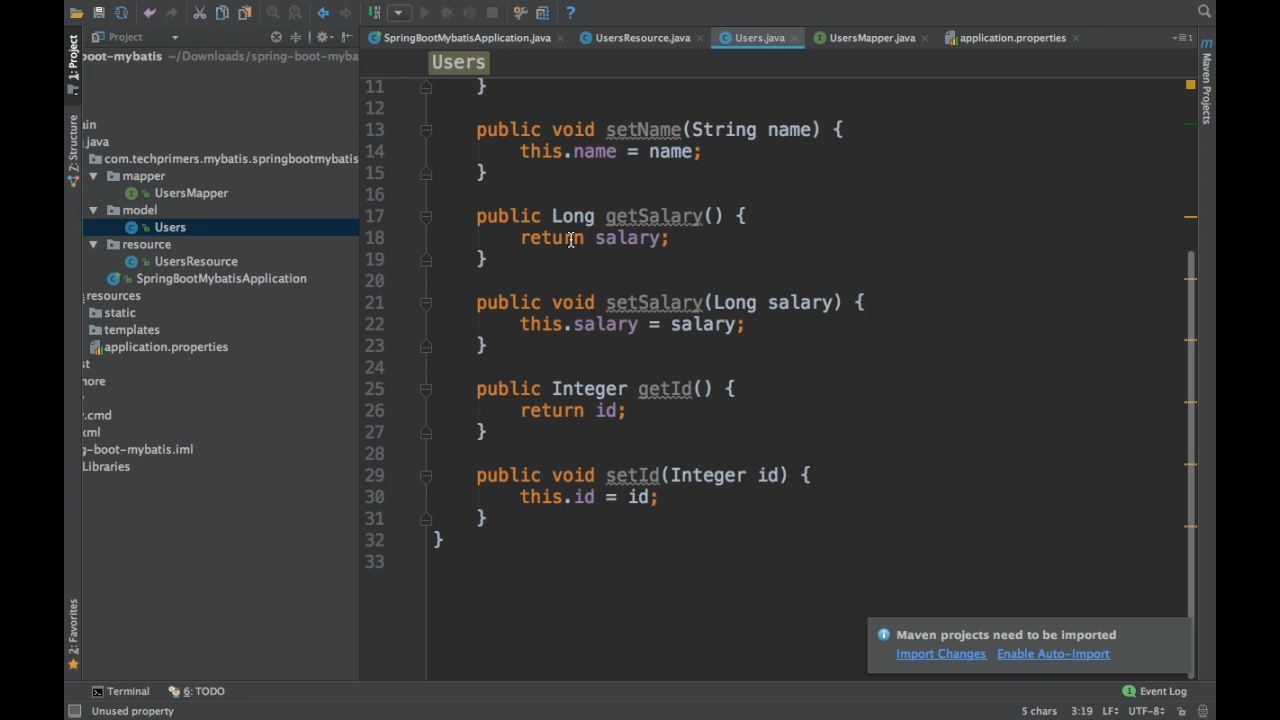 Project
SpringBootMybatisApplication.java
UsersResource.java
Users.java
UsersMapper.java
application.properties
1
1: Project
Z: Structure
2: Favorites
Maven Projects
boot-mybatis ~/Downloads/spring-boot-myba
ain
java
com.techprimers.mybatis.springbootmybatis
mapper
UsersMapper
model
Users
resource
UsersResource
SpringBootMybatisApplication
resources
static
templates
application.properties
st
nore
.cmd
xml
g-boot-mybatis.iml
Libraries
Users
11 }
12
13 public void setName(String name) {
14 this.name = name;
15 }
16
17 public Long getSalary() {
18 return salary;
19 }
20
21 public void setSalary(Long salary) {
22 this.salary = salary;
23 }
24
25 public Integer getId() {
26 return id;
27 }
28
29 public void setId(Integer id) {
30 this.id = id;
31 }
32 }
33
Maven projects need to be imported
Import Changes Enable Auto-Import
Terminal 6: TODO 1 Event Log
Unused property 5 chars 3:19 LF UTF-8